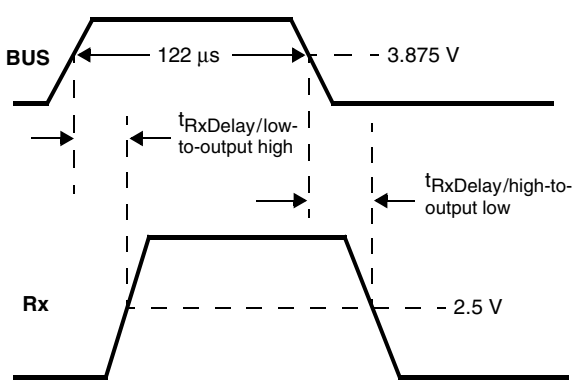 BUS
122 μs
3.875 V
tRxDelay/low-
to-output high
tRxDelay/high-to-
output low
Rx
2.5 V